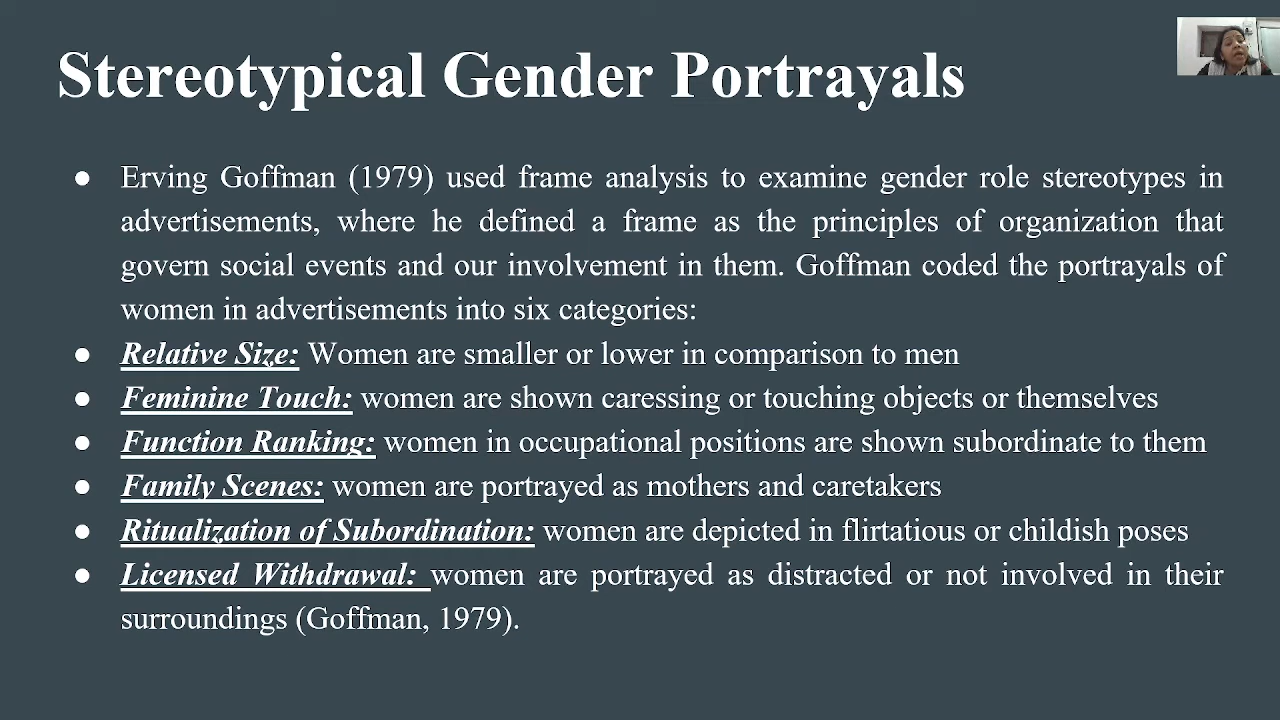 Stereotypical Gender Portrayals
● Erving Goffman (1979) used frame analysis to examine gender role stereotypes in
advertisements, where he defined a frame as the principles of organization that
govern social events and our involvement in them. Goffman coded the portrayals of
women in advertisements into six categories:
● Relative Size: Women are smaller or lower in comparison to men
● Feminine Touch: women are shown caressing or touching objects or themselves
● Function Ranking: women in occupational positions are shown subordinate to them
● Family Scenes: women are portrayed as mothers and caretakers
● Ritualization of Subordination: women are depicted in flirtatious or childish poses
● Licensed Withdrawal: women are portrayed as distracted or not involved in their
surroundings (Goffman, 1979).